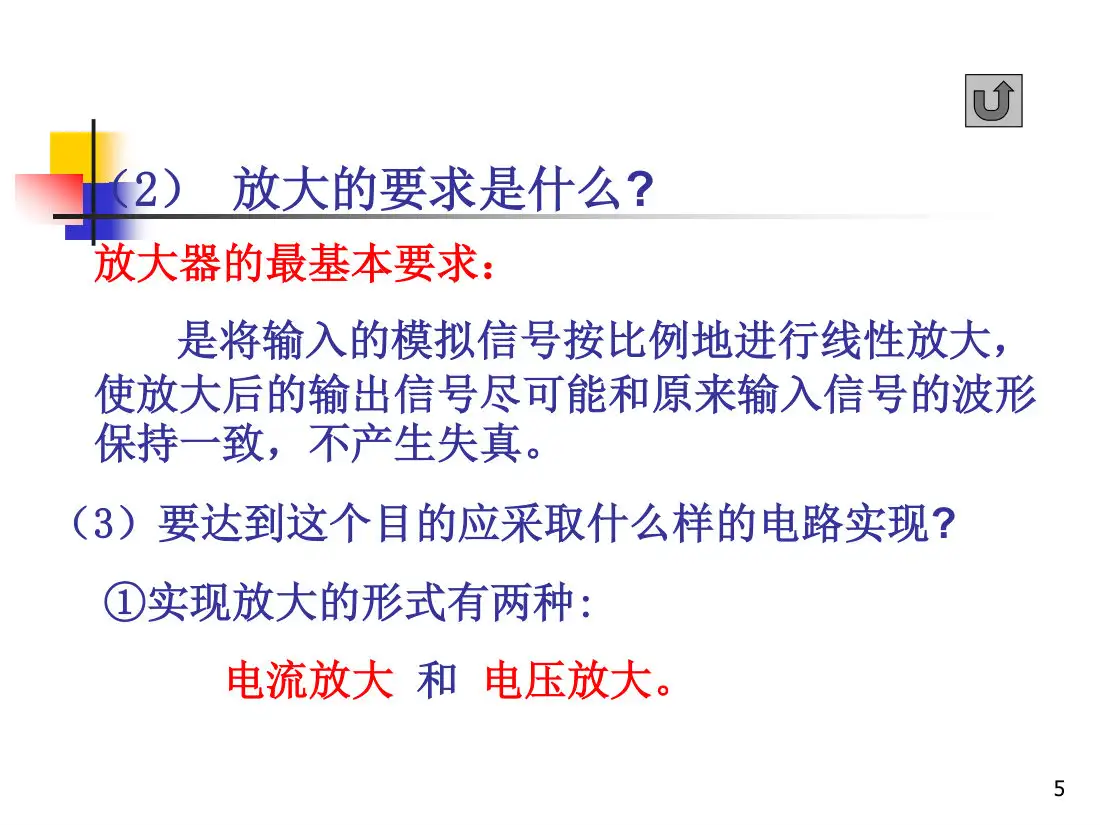 （2） 放大的要求是什么?
放大器的最基本要求：
是将输入的模拟信号按比例地进行线性放大，
使放大后的输出信号尽可能和原来输入信号的波形
保持一致，不产生失真。
（3）要达到这个目的应采取什么样的电路实现?
①实现放大的形式有两种:
电流放大 和 电压放大。
5